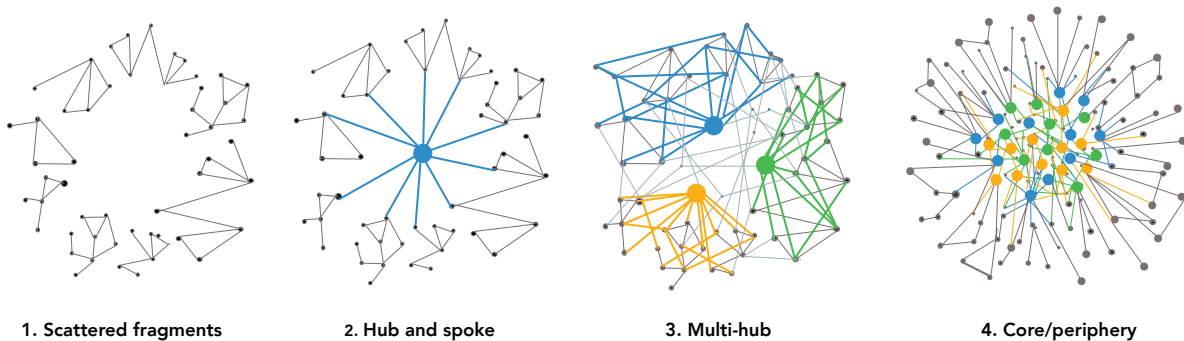 1. Scattered fragments
2. Hub and spoke
3. Multi-hub
4. Core/periphery